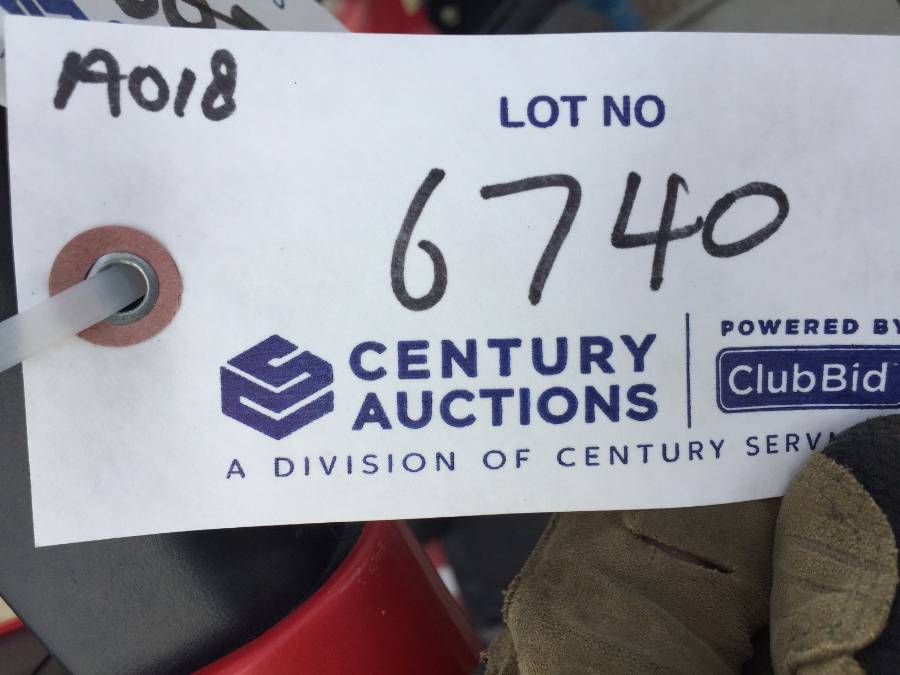 A018
LOT NO
6740
CENTURY
AUCTIONS
A DIVISION OF CENTURY
POWERED BY
ClubBid